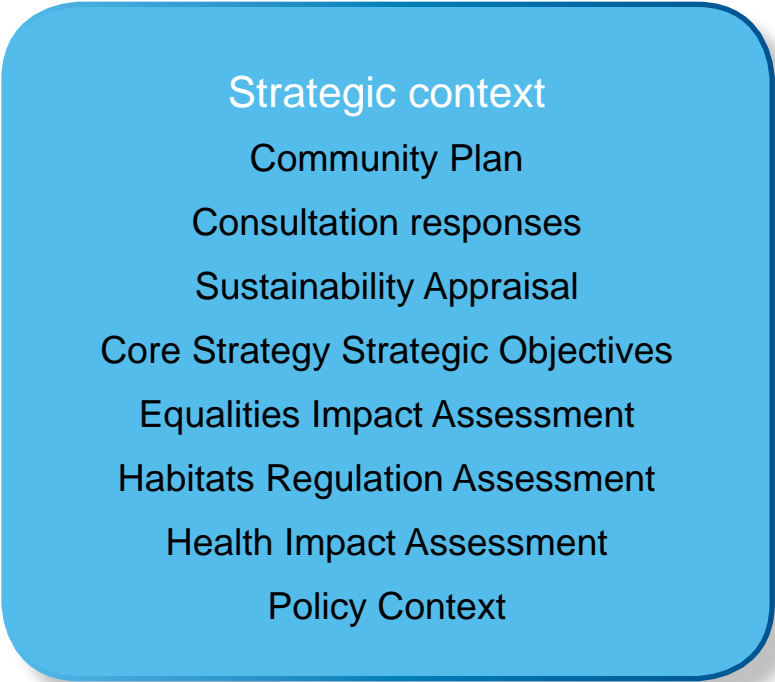 Strategic context
Community Plan
Consultation responses
Sustainability Appraisal
Core Strategy Strategic Objectives
Equalities Impact Assessment
Habitats Regulation Assessment
Health Impact Assessment
Policy Context